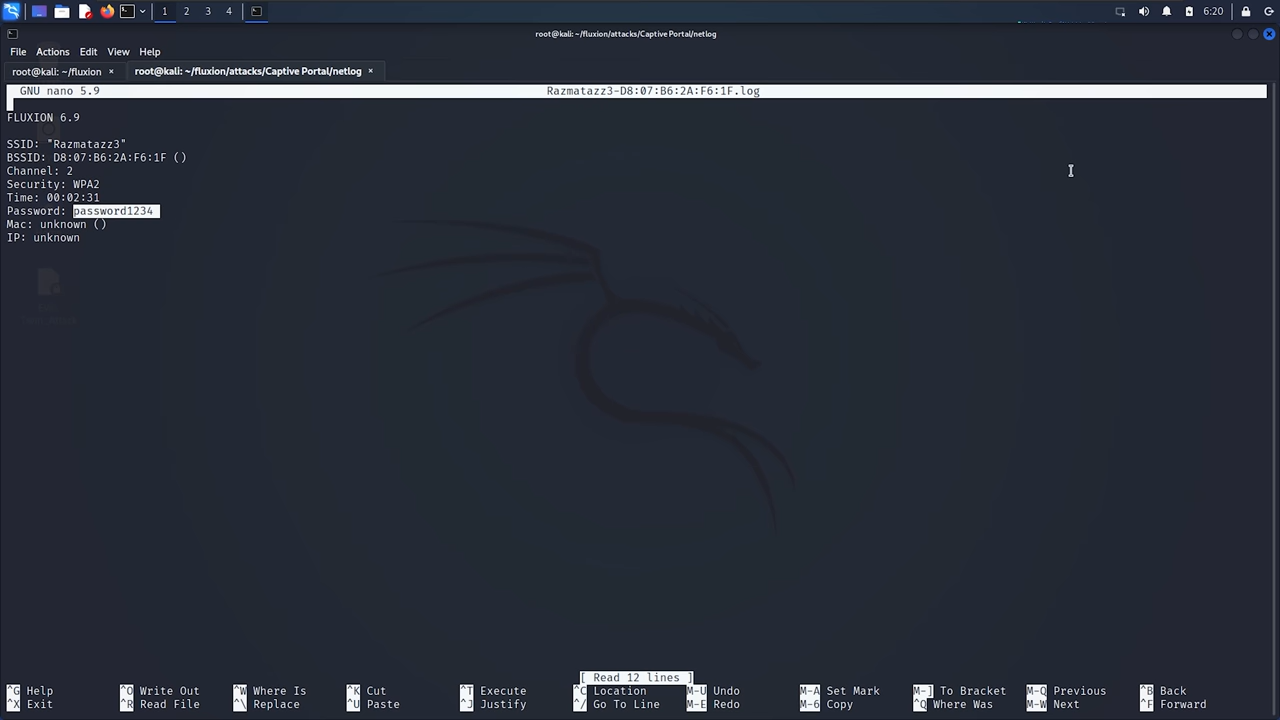 1 2 3 4 6:20
root@kali: ~/fluxion/attacks/Captive Portal/netlog
File Actions Edit View Help
root@kali: ~/fluxion × root@kali: ~/fluxion/attacks/Captive Portal/netlog ×
GNU nano 5.9 Razmatazz3-D8:07:B6:2A:F6:1F.log
FLUXION 6.9
SSID: "Razmatazz3"
BSSID: D8:07:B6:2A:F6:1F ()
Channel: 2
Security: WPA2
Time: 00:02:31
Password: password1234
Mac: unknown ()
IP: unknown
[ Read 12 lines ]
^G Help ^O Write Out ^W Where Is ^K Cut ^T Execute ^C Location M-U Undo M-A Set Mark M-] To Bracket M-Q Previous ^B Back
^X Exit ^R Read File ^\ Replace ^U Paste ^J Justify ^/ Go To Line M-E Redo M-6 Copy ^Q Where Was M-W Next ^F Forward